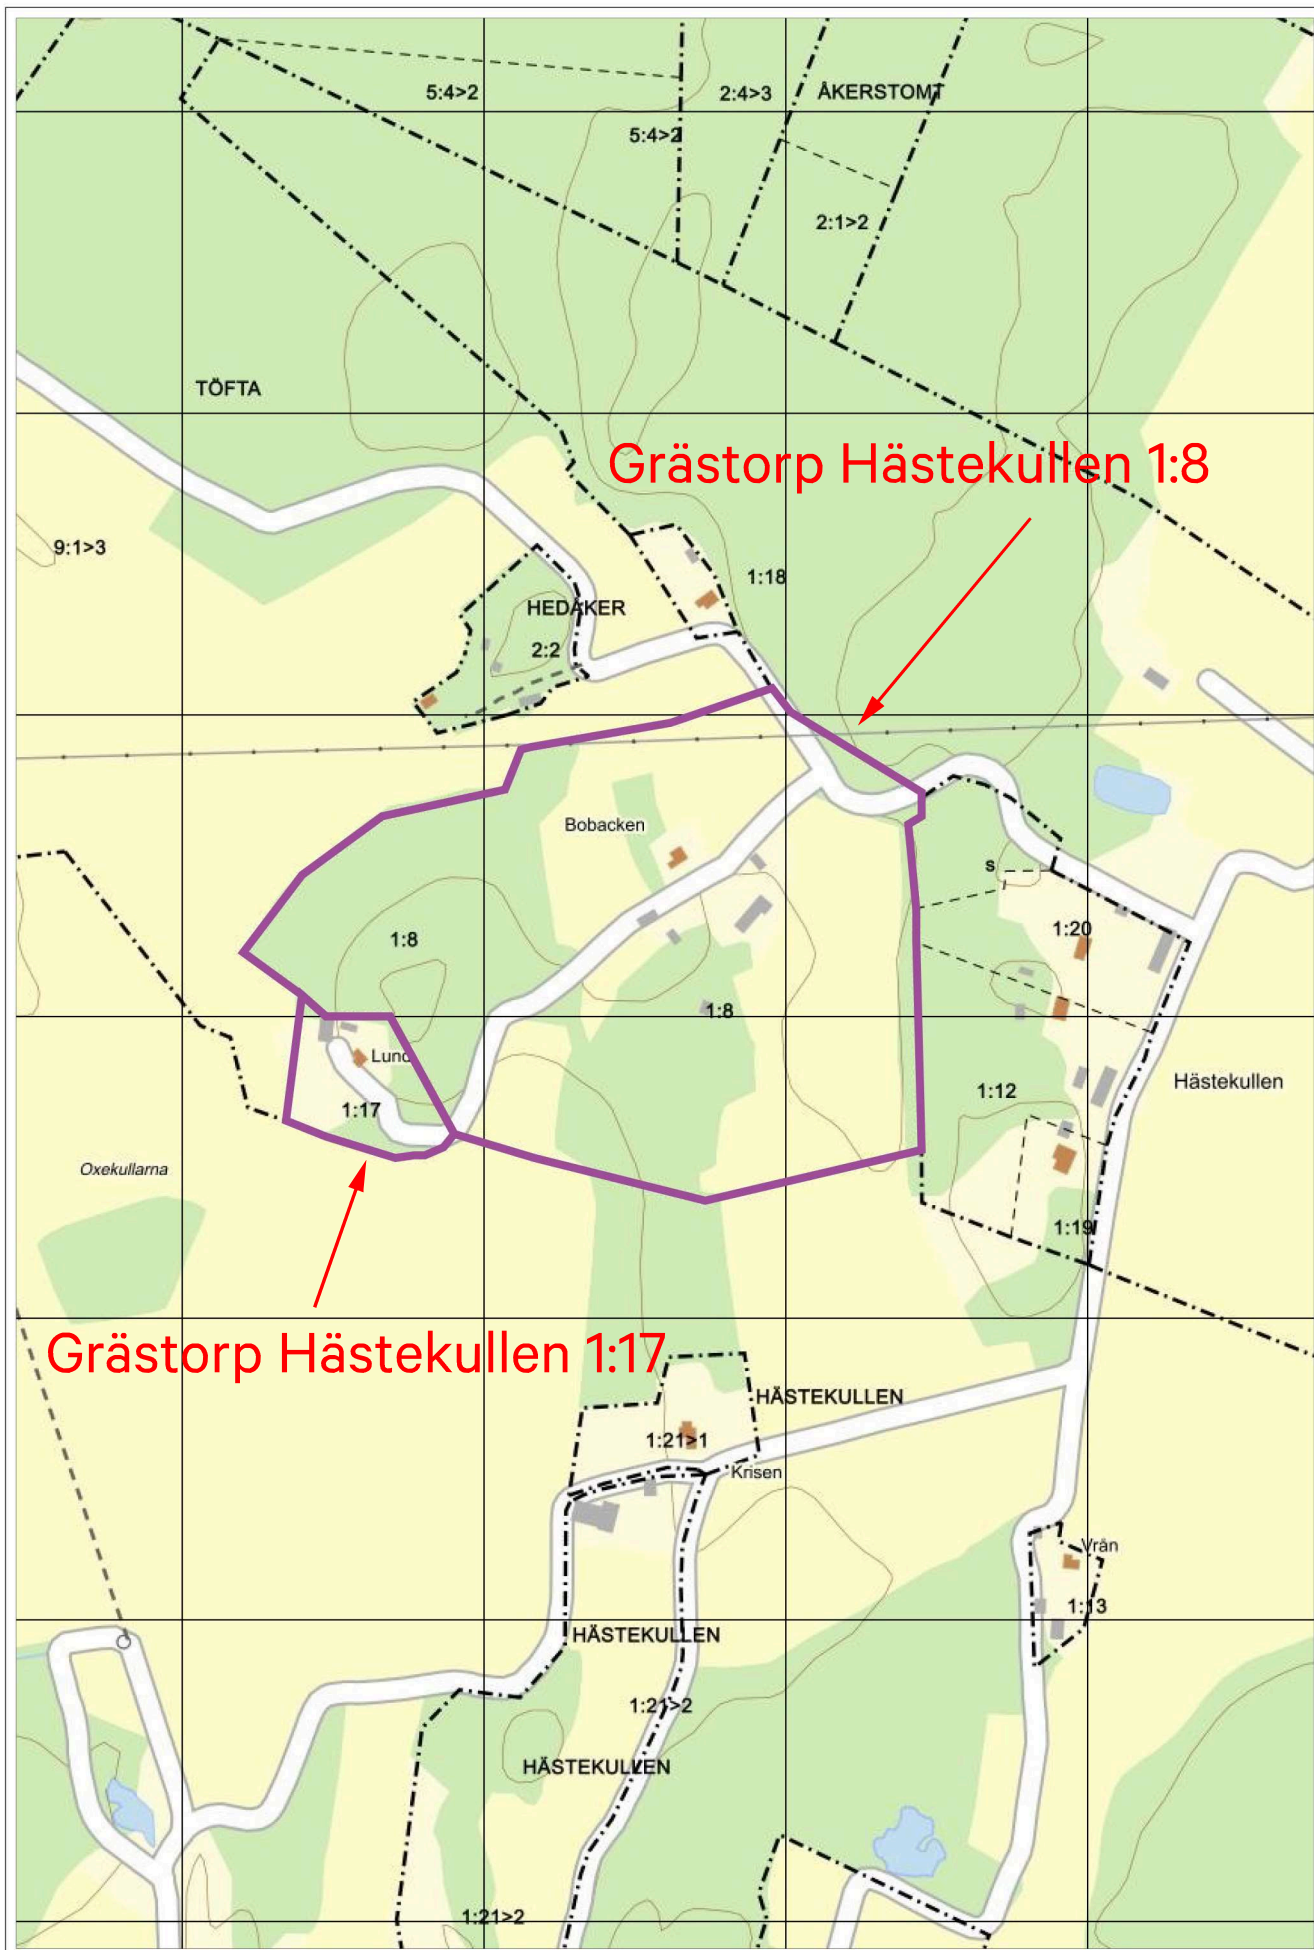 5:4>2
2:4>3
ÅKERSTOMT
5:4>2
2:1>2
TÖFTA
Grästorp Hästekullen 1:8
9:1>3
1:18
HEDÅKER
2:2
Bobacken
s
1:20
1:8
1:8
Lund
1:17
1:12
Hästekullen
Oxekullarna
1:19
Grästorp Hästekullen 1:17
HÄSTEKULLEN
1:21>1
Krisen
Vrån
1:13
HÄSTEKULLEN
1:21>2
HÄSTEKULLEN
1:21>2